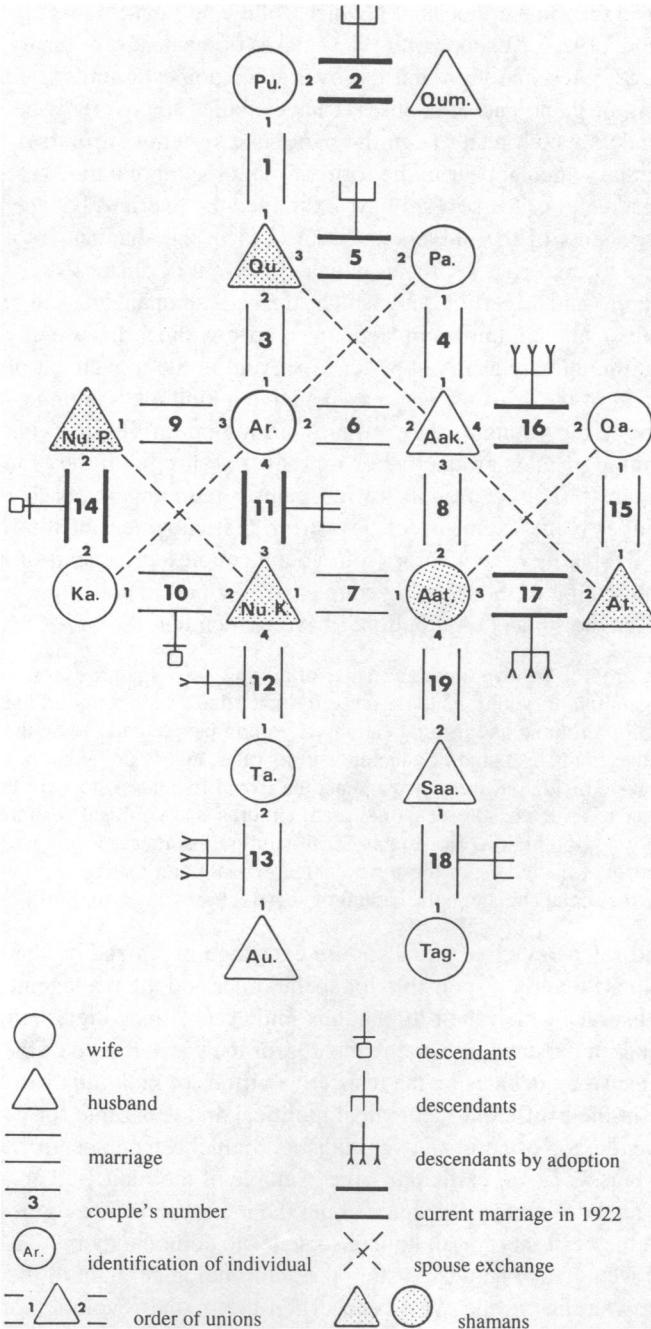 2
Pu. 2 Qum.
1
1
1
5
Qu. 3 2 Pa.
2 1
3 4
1 1
16
Nu. P. 1 9 3 Ar. 2 6 2 Aak. 4 Qa.
2 4 3 1
14 11 8 15
2 3 2 1
Ka. 1 10 2 Nu. K. 1 7 1 Aat. 3 17 2 At.
4 4
12 19
1 2
Ta. Saa.
2 1
13 18
1 1
Au. Tag.
wife
descendants
husband
descendants
marriage
descendants by adoption
3
couple's number
current marriage in 1922
Ar.
identification of individual
spouse exchange
1 2
order of unions
shamans